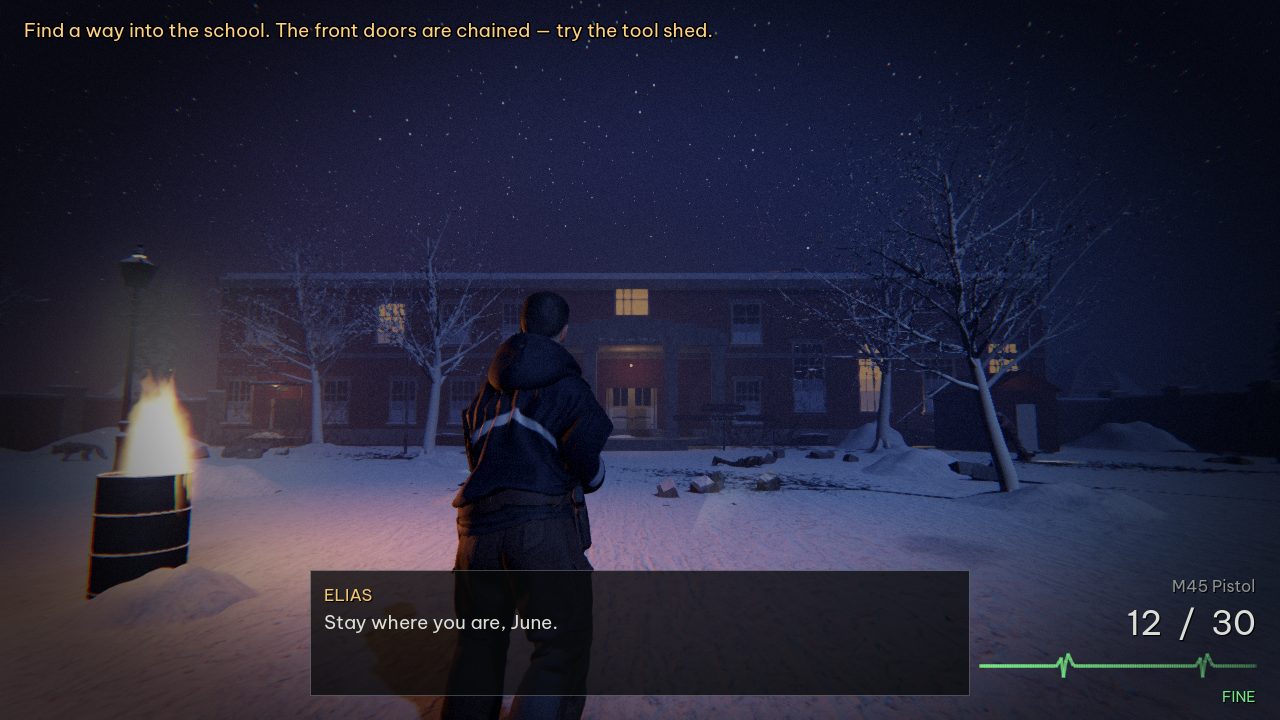 Find a way into the school. The front doors are chained — try the tool shed.
ELIAS
Stay where you are, June.
M45 Pistol
12 / 30
FINE